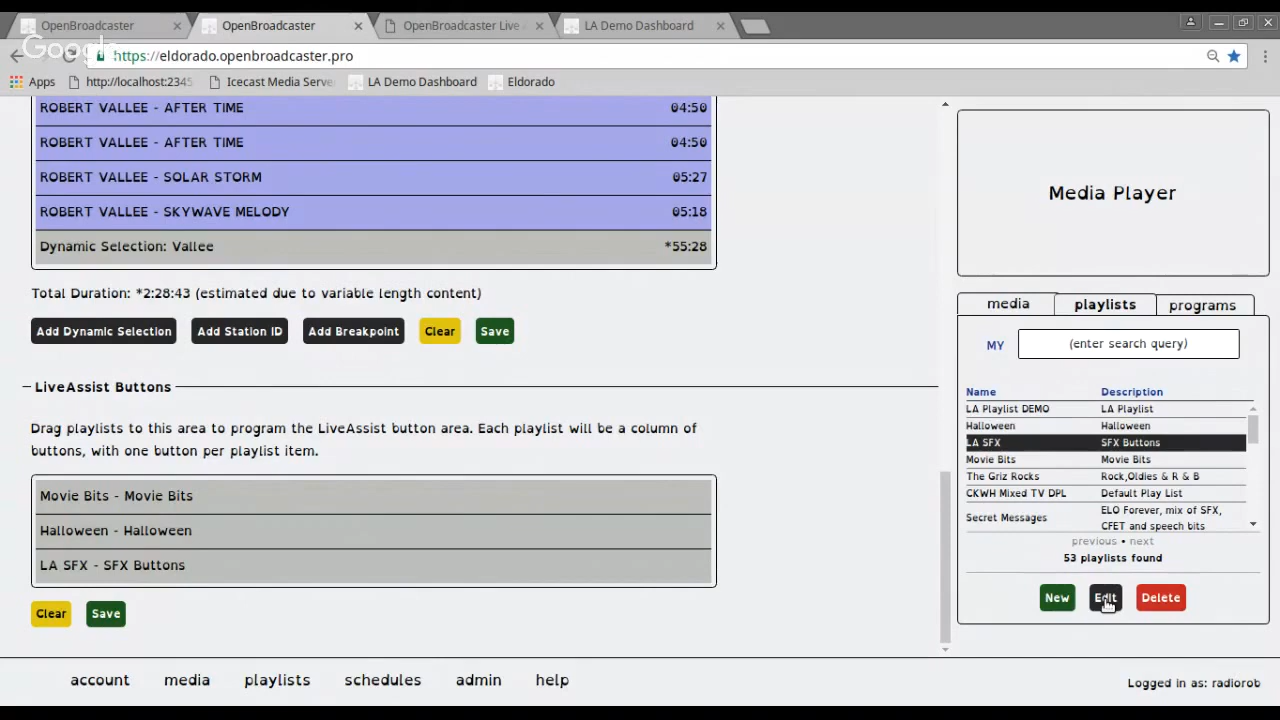 OpenBroadcaster
OpenBroadcaster
OpenBroadcaster Live
LA Demo Dashboard
Google
https://eldorado.openbroadcaster.pro
Apps
http://localhost:2345
Icecast Media Serve
LA Demo Dashboard
Eldorado
ROBERT VALLEE - AFTER TIME 04:50
ROBERT VALLEE - AFTER TIME 04:50
ROBERT VALLEE - SOLAR STORM 05:27
ROBERT VALLEE - SKYWAVE MELODY 05:18
Dynamic Selection: Vallee *55:28
Total Duration: *2:28:43 (estimated due to variable length content)
Add Dynamic Selection
Add Station ID
Add Breakpoint
Clear
Save
LiveAssist Buttons
Drag playlists to this area to program the LiveAssist button area. Each playlist will be a column of
buttons, with one button per playlist item.
Movie Bits - Movie Bits
Halloween - Halloween
LA SFX - SFX Buttons
Clear
Save
Media Player
media
playlists
programs
MY
(enter search query)
Name Description
LA Playlist DEMO LA Playlist
Halloween Halloween
LA SFX SFX Buttons
Movie Bits Movie Bits
The Griz Rocks Rock,Oldies & R & B
CKWH Mixed TV DPL Default Play List
Secret Messages ELO Forever, mix of SFX,
CFET and speech bits
previous • next
53 playlists found
New
Edit
Delete
account
media
playlists
schedules
admin
help
Logged in as: radiorob